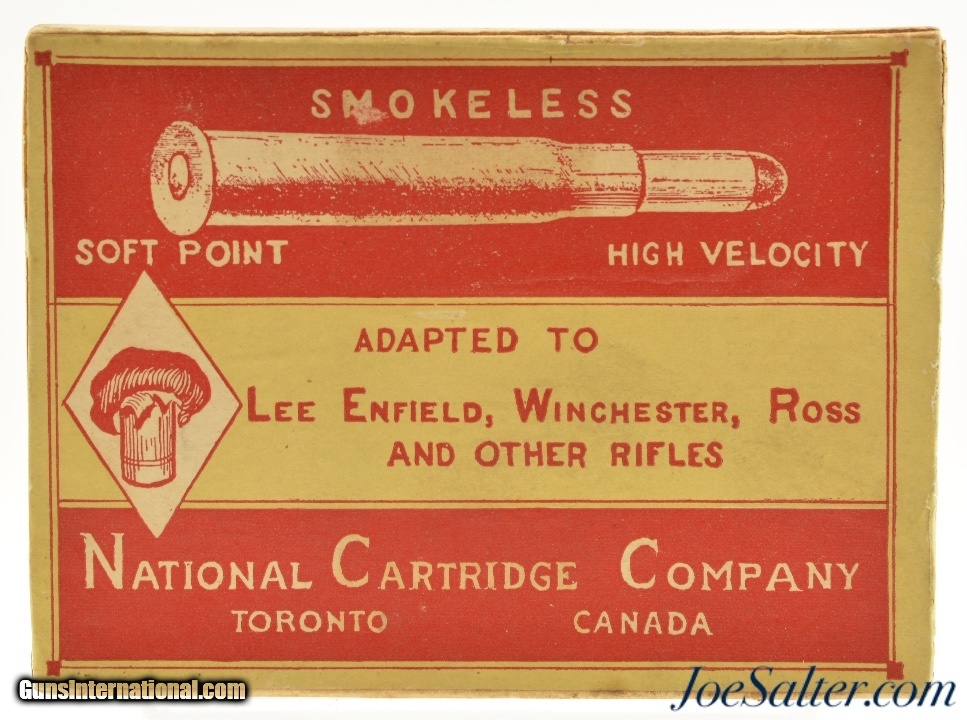 SMOKELESS
SOFT POINT HIGH VELOCITY
ADAPTED TO
LEE ENFIELD, WINCHESTER, ROSS
AND OTHER RIFLES
NATIONAL CARTRIDGE COMPANY
TORONTO CANADA
GunsInternational.com
JoeSalter.com